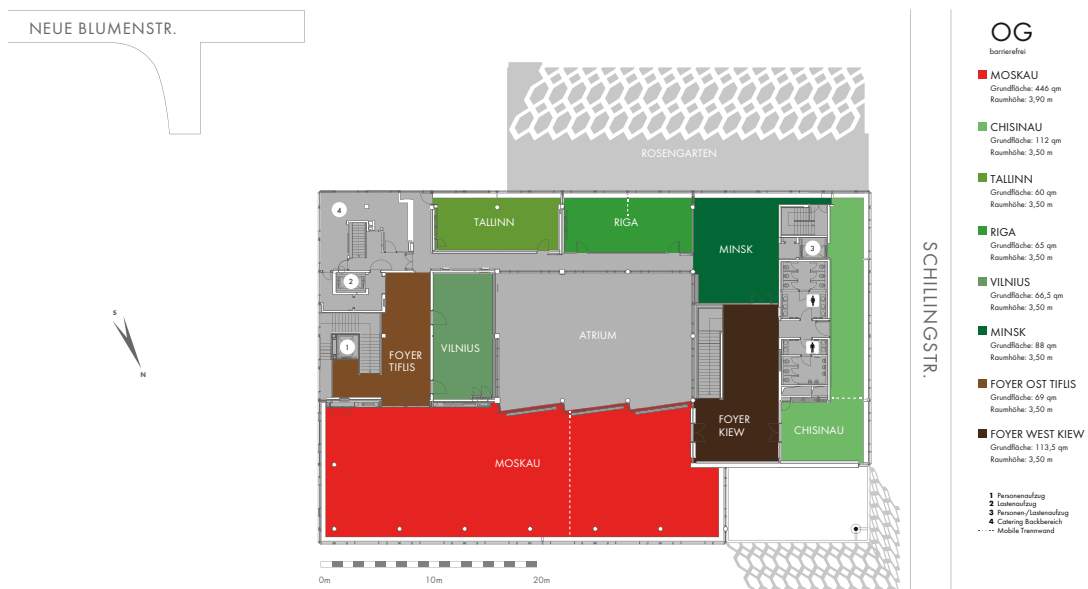 NEUE BLUMENSTR.
ROSENGARTEN
4
TALLINN
RIGA
MINSK
3
2
S
N
1
FOYER
TIFLIS
VILNIUS
ATRIUM
FOYER
KIEW
CHISINAU
MOSKAU
0m
10m
20m
SCHILLINGSTR.
OG
barrierefrei
MOSKAU
Grundfläche: 446 qm
Raumhöhe: 3,90 m
CHISINAU
Grundfläche: 112 qm
Raumhöhe: 3,50 m
TALLINN
Grundfläche: 60 qm
Raumhöhe: 3,50 m
RIGA
Grundfläche: 65 qm
Raumhöhe: 3,50 m
VILNIUS
Grundfläche: 66,5 qm
Raumhöhe: 3,50 m
MINSK
Grundfläche: 88 qm
Raumhöhe: 3,50 m
FOYER OST TIFLIS
Grundfläche: 69 qm
Raumhöhe: 3,50 m
FOYER WEST KIEW
Grundfläche: 113,5 qm
Raumhöhe: 3,50 m
1 Personenaufzug
2 Lastenaufzug
3 Personen-/Lastenaufzug
4 Catering Backbereich
Mobile Trennwand